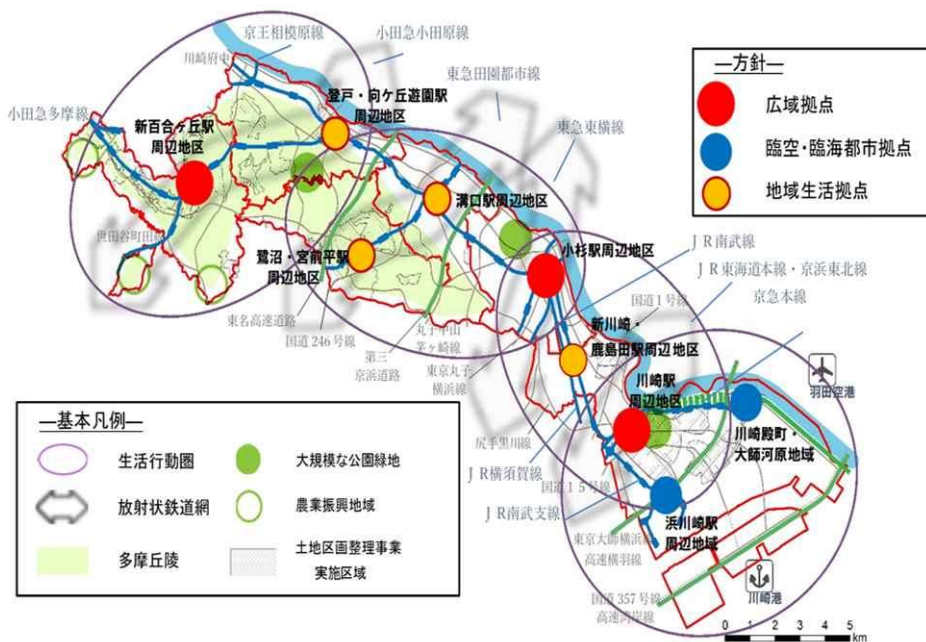 京王相模原線
小田急小田原線
川崎府中
東急田園都市線
登戸・向ケ丘遊園駅
周辺地区
小田急多摩線
新百合ヶ丘駅
周辺地区
東急東横線
溝口駅周辺地区
世田谷町田線
鷺沼・宮前平駅
周辺地区
小杉駅周辺地区
ＪＲ南武線
ＪＲ東海道本線・京浜東北線
東名高速道路
国道246号線
第三
京浜道路
丸子中山
茅ヶ崎線
東京丸子
横浜線
国道1号線
京急本線
新川崎・
鹿島田駅周辺地区
川崎駅
周辺地区
羽田空港
尻手黒川線
川崎殿町・
大師河原地域
ＪＲ横須賀線
国道15号線
ＪＲ南武支線
浜川崎駅
周辺地域
東京大師横浜線
高速横羽線
国道357号線
高速湾岸線
川崎港
0 1 2 3 4 5
km
―方針―
広域拠点
臨空・臨海都市拠点
地域生活拠点
―基本凡例―
生活行動圏
大規模な公園緑地
放射状鉄道網
農業振興地域
多摩丘陵
土地区画整理事業
実施区域